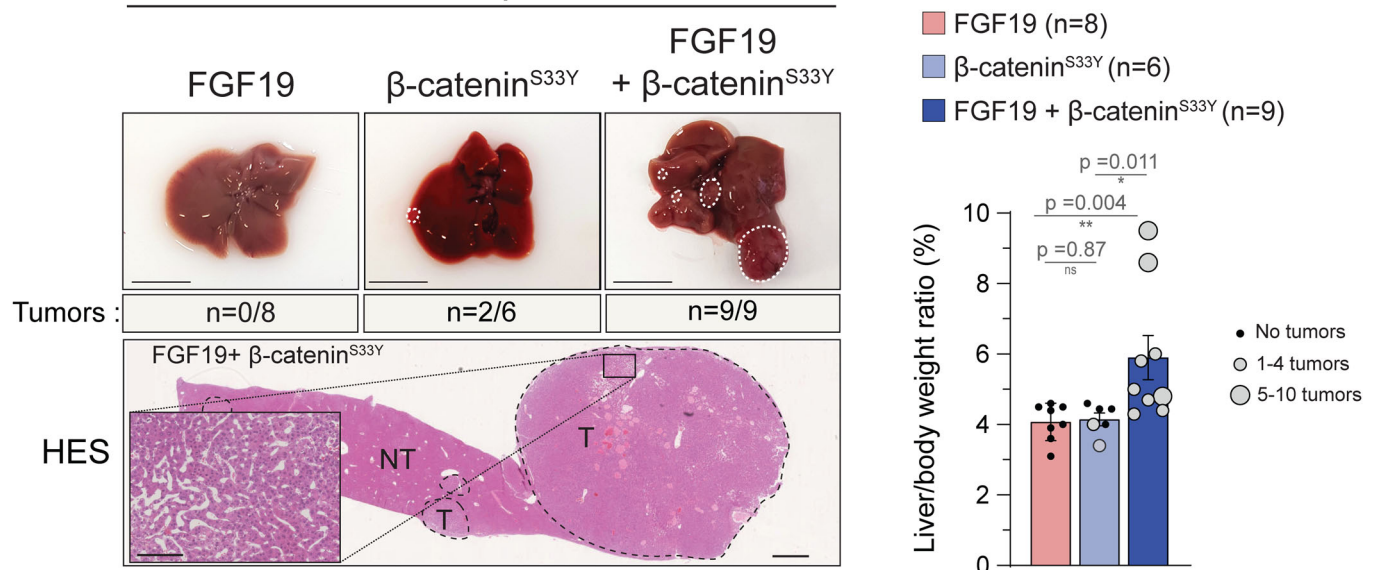 FGF19
β-catenin^S33Y
FGF19
+ β-catenin^S33Y
Tumors :
n=0/8
n=2/6
n=9/9
FGF19+ β-catenin^S33Y
HES
NT
T
T
FGF19 (n=8)
β-catenin^S33Y (n=6)
FGF19 + β-catenin^S33Y (n=9)
p =0.011
*
p =0.004
**
p =0.87
ns
Liver/body weight ratio (%)
10
8
6
4
2
0
No tumors
1-4 tumors
5-10 tumors